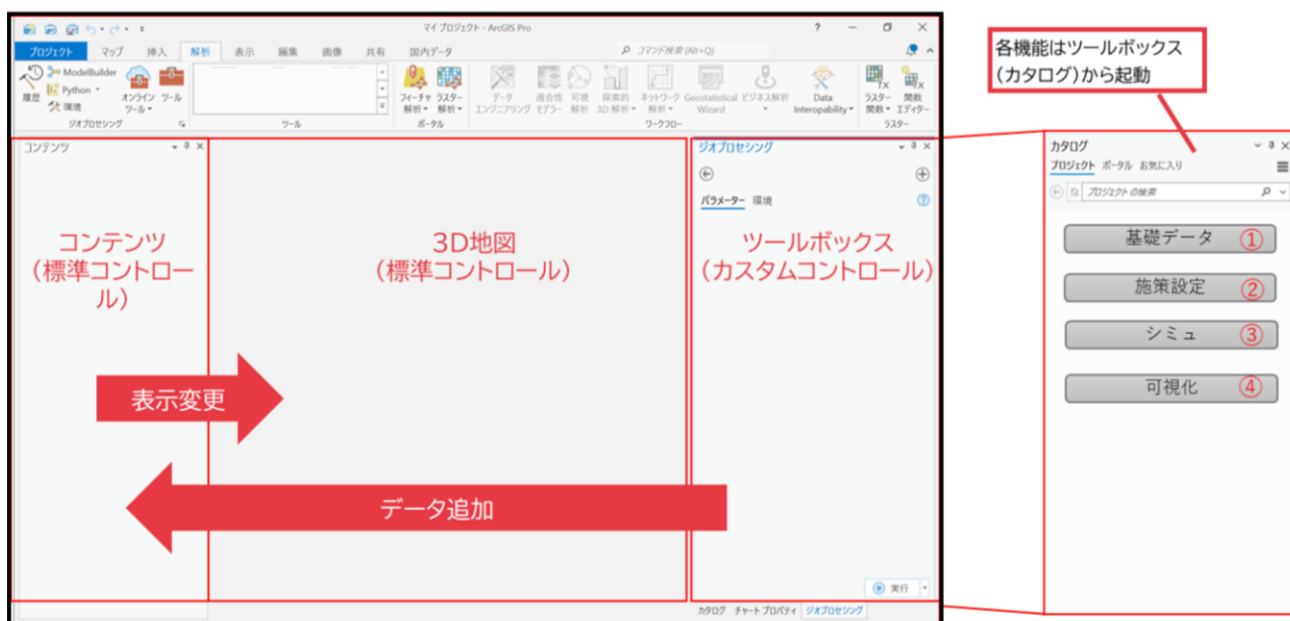 マイ プロジェクト - ArcGIS Pro
プロジェクト マップ 挿入 解析 表示 編集 画像 共有 国内データ
コマンド検索 (Alt+Q)
履歴
ModelBuilder
Python
環境
オンライン ツール
ツール
ジオプロセシング
ツール
フィーチャ 解析
ラスター 解析
ポータル
データ エンジニアリング
適合性 モデラー
可視 解析
探索的 3D 解析
ネットワーク 解析
Geostatistical Wizard
ビジネス解析
Data Interopability
ワークフロー
ラスター 関数
関数 エディター
ラスター
各機能はツールボックス
(カタログ)から起動
コンテンツ
コンテンツ
(標準コントロー
ル)
3D地図
(標準コントロール)
ジオプロセシング
パラメーター 環境
ツールボックス
(カスタムコントロール)
表示変更
データ追加
実行
カタログ チャート プロパティ ジオプロセシング
カタログ
プロジェクト ポータル お気に入り
プロジェクト の検索
基礎データ ①
施策設定 ②
シミュ ③
可視化 ④